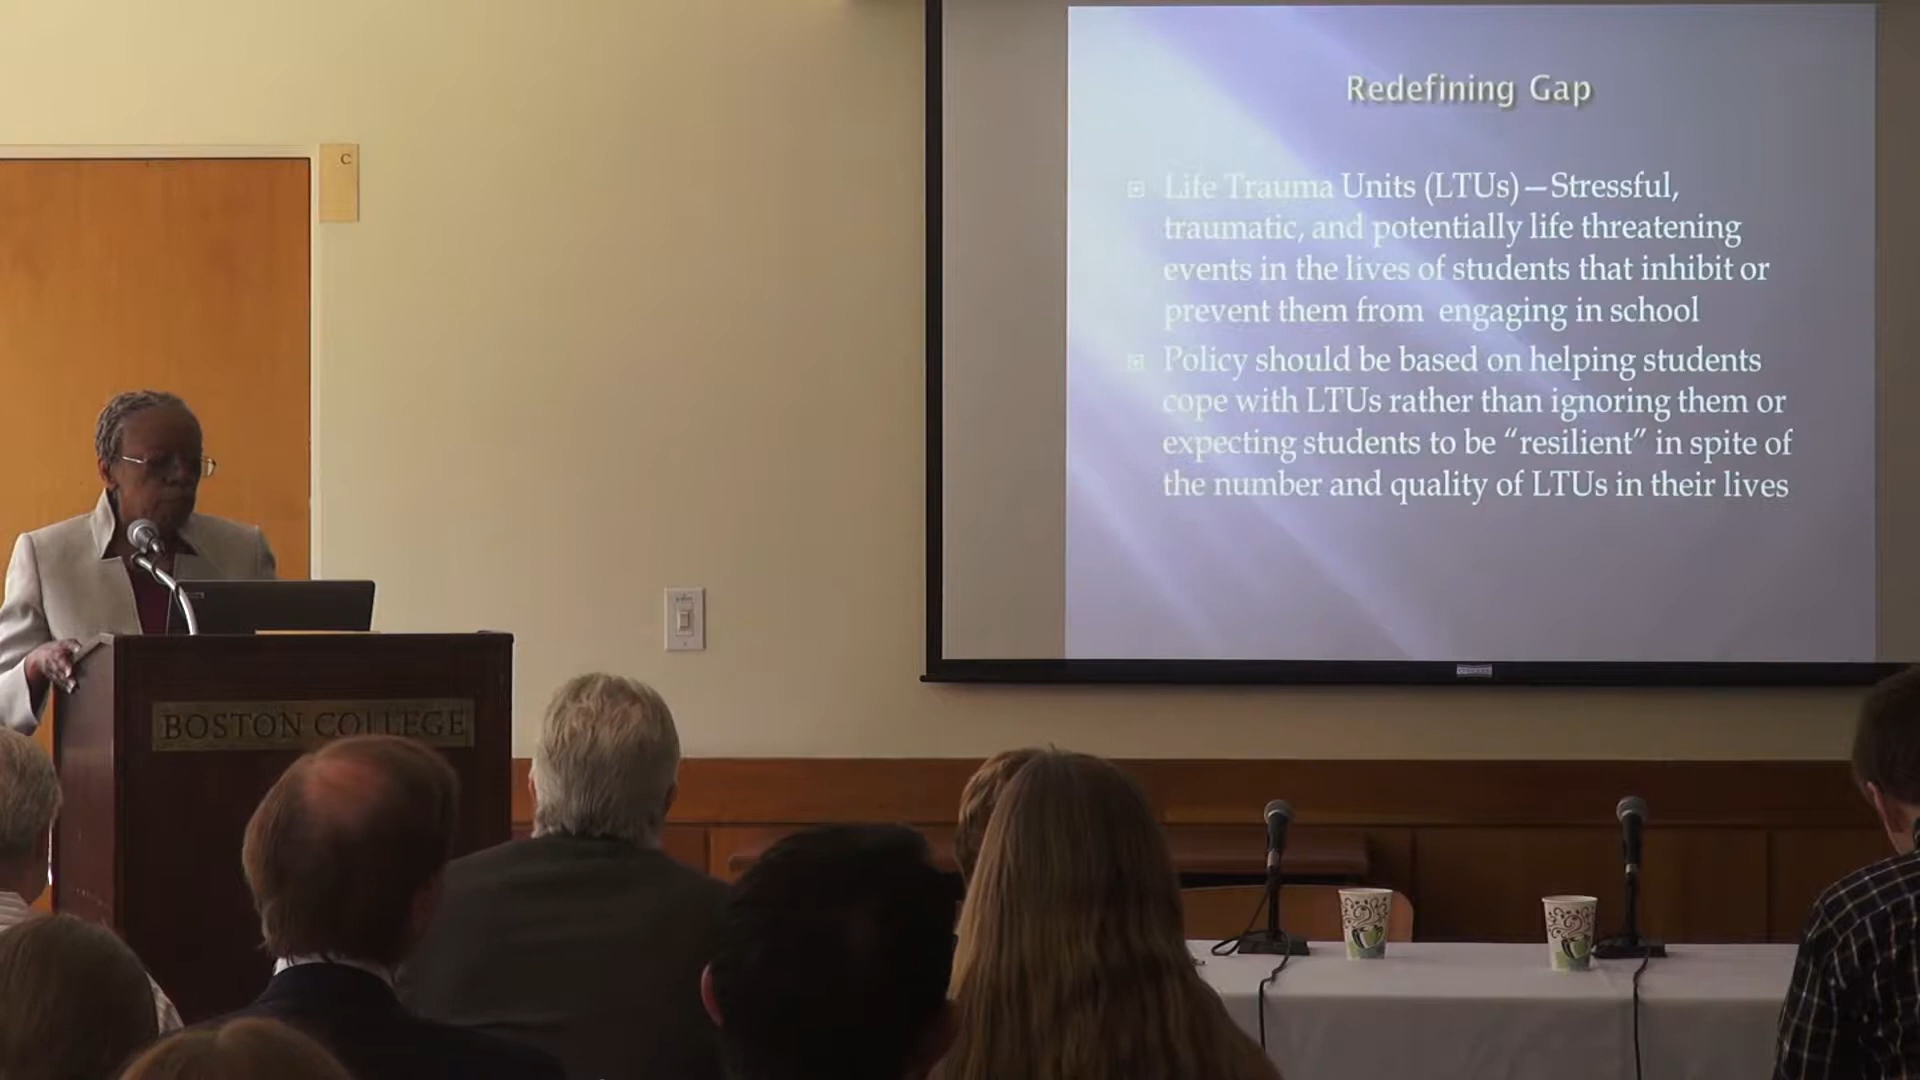 Redefining Gap
Life Trauma Units (LTUs)—Stressful,
traumatic, and potentially life threatening
events in the lives of students that inhibit or
prevent them from engaging in school
Policy should be based on helping students
cope with LTUs rather than ignoring them or
expecting students to be “resilient” in spite of
the number and quality of LTUs in their lives
C
BOSTON COLLEGE